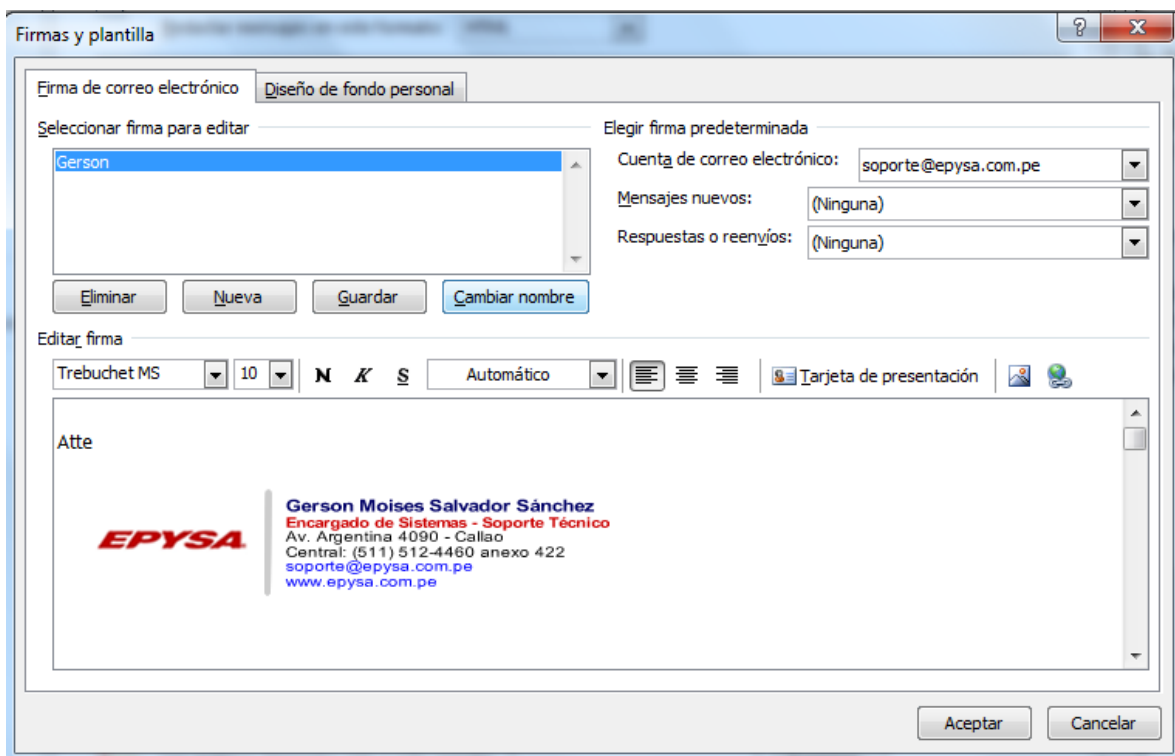 Firmas y plantilla
Firma de correo electrónico
Diseño de fondo personal
Seleccionar firma para editar
Gerson
Eliminar
Nueva
Guardar
Cambiar nombre
Elegir firma predeterminada
Cuenta de correo electrónico: soporte@epysa.com.pe
Mensajes nuevos: (Ninguna)
Respuestas o reenvíos: (Ninguna)
Editar firma
Trebuchet MS 10 N K S Automático Tarjeta de presentación
Atte
EPYSA
Gerson Moises Salvador Sánchez
Encargado de Sistemas - Soporte Técnico
Av. Argentina 4090 - Callao
Central: (511) 512-4460 anexo 422
soporte@epysa.com.pe
www.epysa.com.pe
Aceptar
Cancelar